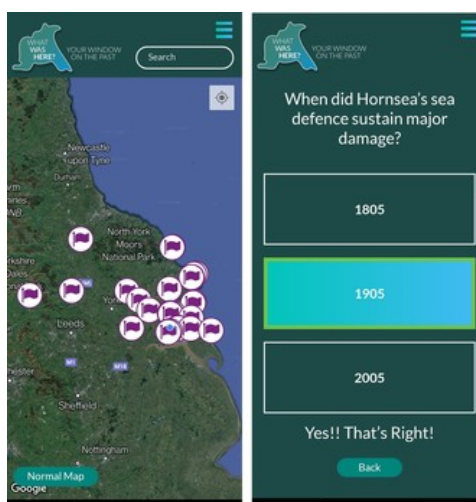 WHAT
WAS
HERE?
YOUR WINDOW
ON THE PAST
Search
Newcastle
upon Tyne
Durham
North York
Moors
National Park
Leeds
M1
M18
Sheffield
Nottingham
Normal Map
Google
WHAT
WAS
HERE?
YOUR WINDOW
ON THE PAST
When did Hornsea's sea
defence sustain major
damage?
1805
1905
2005
Yes!! That's Right!
Back